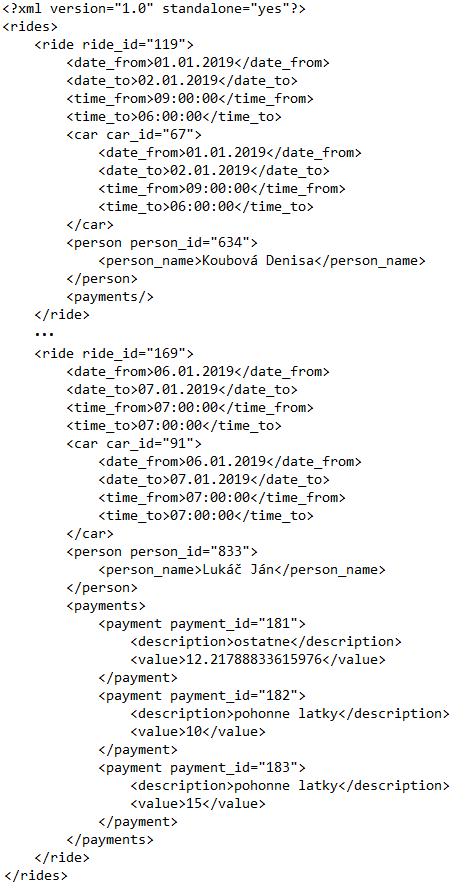 <?xml version="1.0" standalone="yes"?>
<rides>
    <ride ride_id="119">
        <date_from>01.01.2019</date_from>
        <date_to>02.01.2019</date_to>
        <time_from>09:00:00</time_from>
        <time_to>06:00:00</time_to>
        <car car_id="67">
            <date_from>01.01.2019</date_from>
            <date_to>02.01.2019</date_to>
            <time_from>09:00:00</time_from>
            <time_to>06:00:00</time_to>
        </car>
        <person person_id="634">
            <person_name>Koubová Denisa</person_name>
        </person>
        <payments/>
    </ride>
    ...
    <ride ride_id="169">
        <date_from>06.01.2019</date_from>
        <date_to>07.01.2019</date_to>
        <time_from>07:00:00</time_from>
        <time_to>07:00:00</time_to>
        <car car_id="91">
            <date_from>06.01.2019</date_from>
            <date_to>07.01.2019</date_to>
            <time_from>07:00:00</time_from>
            <time_to>07:00:00</time_to>
        </car>
        <person person_id="833">
            <person_name>Lukáč Ján</person_name>
        </person>
        <payments>
            <payment payment_id="181">
                <description>ostatne</description>
                <value>12.21788833615976</value>
            </payment>
            <payment payment_id="182">
                <description>pohonne latky</description>
                <value>10</value>
            </payment>
            <payment payment_id="183">
                <description>pohonne latky</description>
                <value>15</value>
            </payment>
        </payments>
    </ride>
</rides>